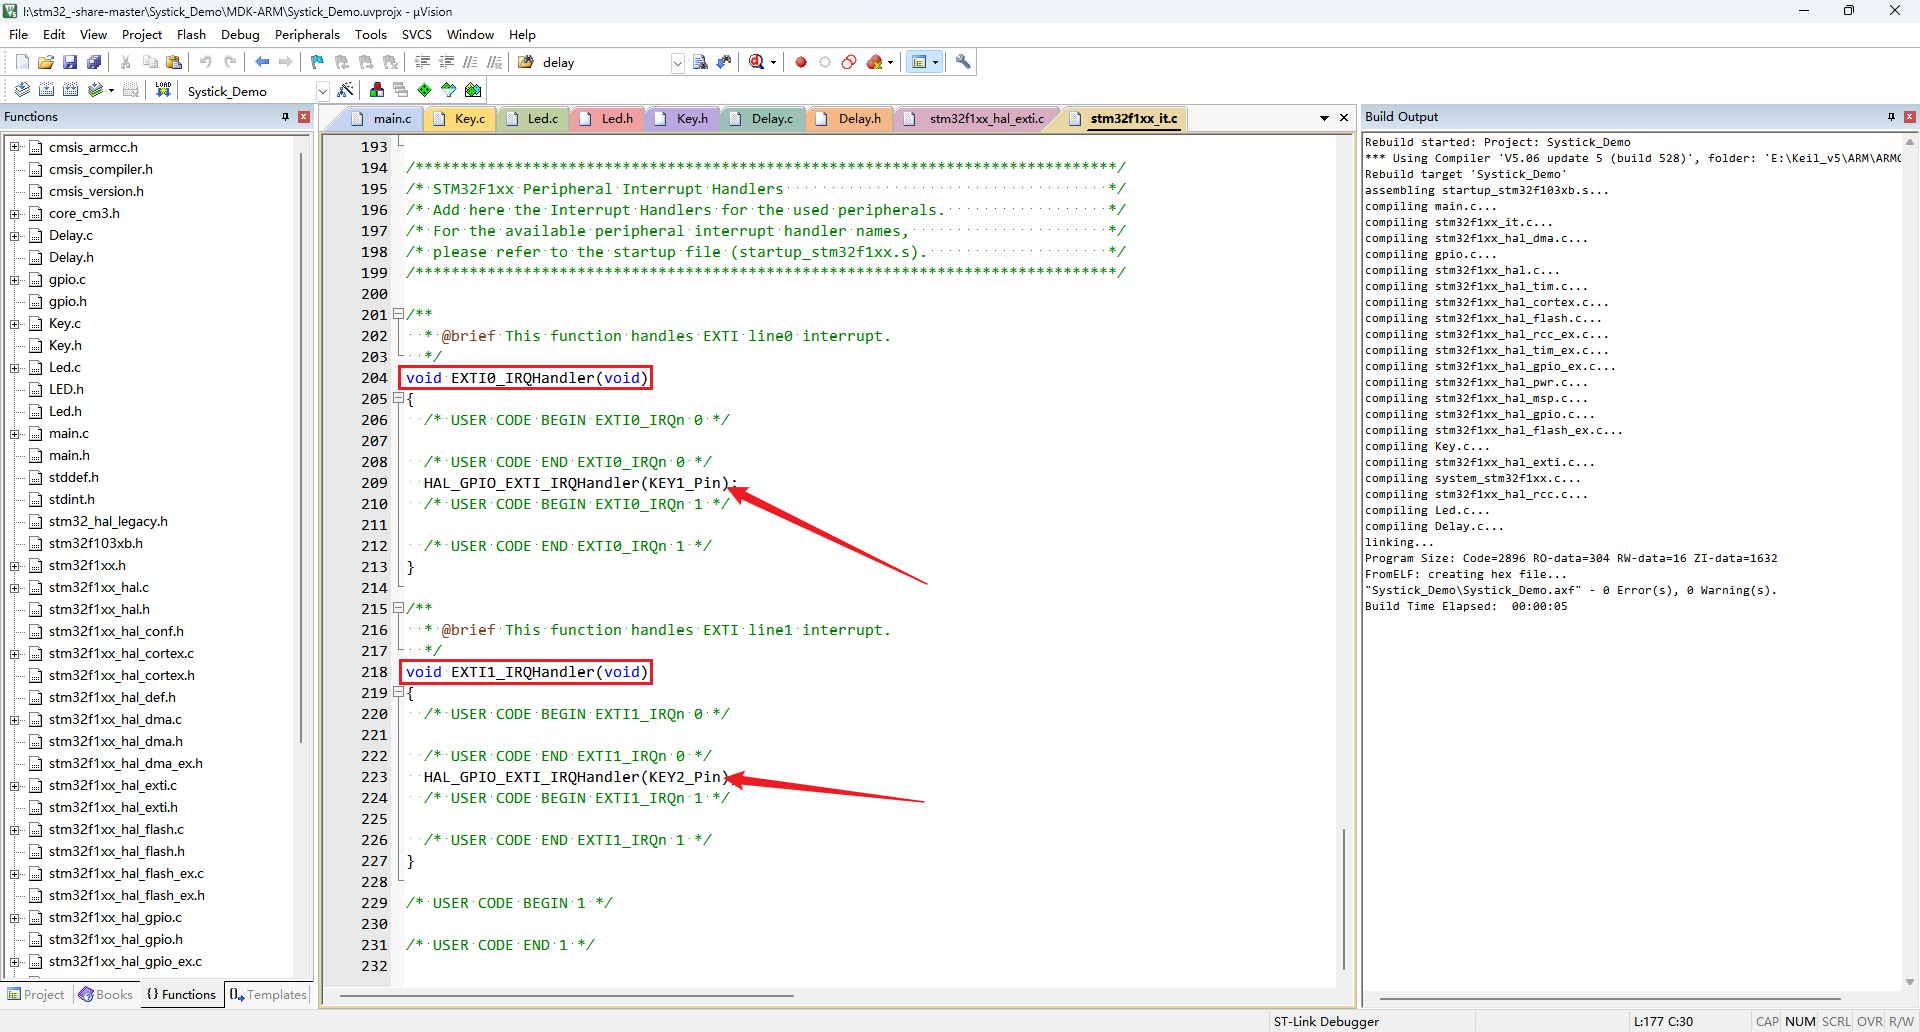 I:\stm32_-share-master\Systick_Demo\MDK-ARM\Systick_Demo.uvprojx - µVision
File Edit View Project Flash Debug Peripherals Tools SVCS Window Help
delay
LOAD
Systick_Demo
Functions
cmsis_armcc.h
cmsis_compiler.h
cmsis_version.h
core_cm3.h
Delay.c
Delay.h
gpio.c
gpio.h
Key.c
Key.h
Led.c
LED.h
Led.h
main.c
main.h
stddef.h
stdint.h
stm32_hal_legacy.h
stm32f103xb.h
stm32f1xx.h
stm32f1xx_hal.c
stm32f1xx_hal.h
stm32f1xx_hal_conf.h
stm32f1xx_hal_cortex.c
stm32f1xx_hal_cortex.h
stm32f1xx_hal_def.h
stm32f1xx_hal_dma.c
stm32f1xx_hal_dma.h
stm32f1xx_hal_dma_ex.h
stm32f1xx_hal_exti.c
stm32f1xx_hal_exti.h
stm32f1xx_hal_flash.c
stm32f1xx_hal_flash.h
stm32f1xx_hal_flash_ex.c
stm32f1xx_hal_flash_ex.h
stm32f1xx_hal_gpio.c
stm32f1xx_hal_gpio.h
stm32f1xx_hal_gpio_ex.c
Project Books {} Functions Templates
main.c Key.c Led.c Led.h Key.h Delay.c Delay.h stm32f1xx_hal_exti.c stm32f1xx_it.c
193
194 /******************************************************************************/
195 /* STM32F1xx Peripheral Interrupt Handlers */
196 /* Add here the Interrupt Handlers for the used peripherals. */
197 /* For the available peripheral interrupt handler names, */
198 /* please refer to the startup file (startup_stm32f1xx.s). */
199 /******************************************************************************/
200
201 /**
202 * @brief This function handles EXTI line0 interrupt.
203 */
204 void EXTI0_IRQHandler(void)
205 {
206 /* USER CODE BEGIN EXTI0_IRQn 0 */
207
208 /* USER CODE END EXTI0_IRQn 0 */
209 HAL_GPIO_EXTI_IRQHandler(KEY1_Pin);
210 /* USER CODE BEGIN EXTI0_IRQn 1 */
211
212 /* USER CODE END EXTI0_IRQn 1 */
213 }
214
215 /**
216 * @brief This function handles EXTI line1 interrupt.
217 */
218 void EXTI1_IRQHandler(void)
219 {
220 /* USER CODE BEGIN EXTI1_IRQn 0 */
221
222 /* USER CODE END EXTI1_IRQn 0 */
223 HAL_GPIO_EXTI_IRQHandler(KEY2_Pin)
224 /* USER CODE BEGIN EXTI1_IRQn 1 */
225
226 /* USER CODE END EXTI1_IRQn 1 */
227 }
228
229 /* USER CODE BEGIN 1 */
230
231 /* USER CODE END 1 */
232
Build Output
Rebuild started: Project: Systick_Demo
*** Using Compiler 'V5.06 update 5 (build 528)', folder: 'E:\Keil_v5\ARM\ARMC
Rebuild target 'Systick_Demo'
assembling startup_stm32f103xb.s...
compiling main.c...
compiling stm32f1xx_it.c...
compiling stm32f1xx_hal_dma.c...
compiling gpio.c...
compiling stm32f1xx_hal.c...
compiling stm32f1xx_hal_tim.c...
compiling stm32f1xx_hal_cortex.c...
compiling stm32f1xx_hal_flash.c...
compiling stm32f1xx_hal_rcc_ex.c...
compiling stm32f1xx_hal_tim_ex.c...
compiling stm32f1xx_hal_gpio_ex.c...
compiling stm32f1xx_hal_pwr.c...
compiling stm32f1xx_hal_msp.c...
compiling stm32f1xx_hal_gpio.c...
compiling stm32f1xx_hal_flash_ex.c...
compiling Key.c...
compiling stm32f1xx_hal_exti.c...
compiling system_stm32f1xx.c...
compiling stm32f1xx_hal_rcc.c...
compiling Led.c...
compiling Delay.c...
linking...
Program Size: Code=2896 RO-data=304 RW-data=16 ZI-data=1632
FromELF: creating hex file...
"Systick_Demo\Systick_Demo.axf" - 0 Error(s), 0 Warning(s).
Build Time Elapsed: 00:00:05
ST-Link Debugger L:177 C:30 CAP NUM SCRL OVR R/W